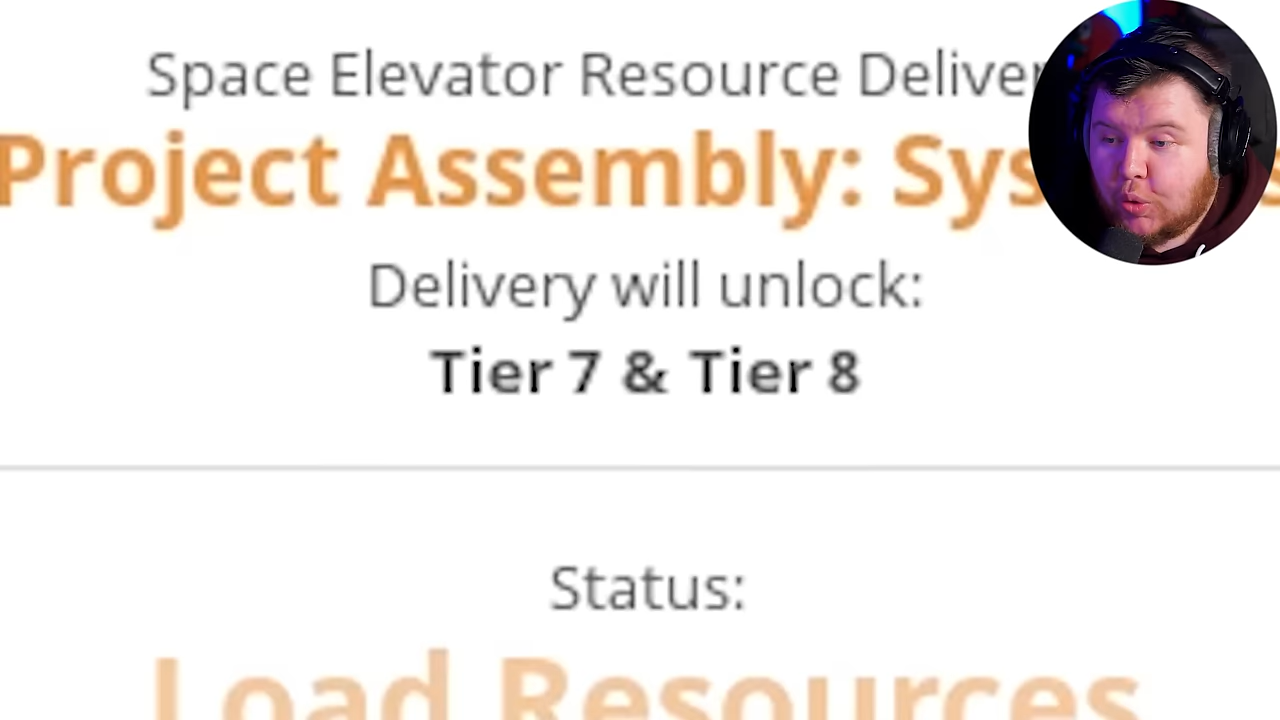 Space Elevator Resource Deliver
Project Assembly: Sys
Delivery will unlock:
Tier 7 & Tier 8
Status:
Load Resources